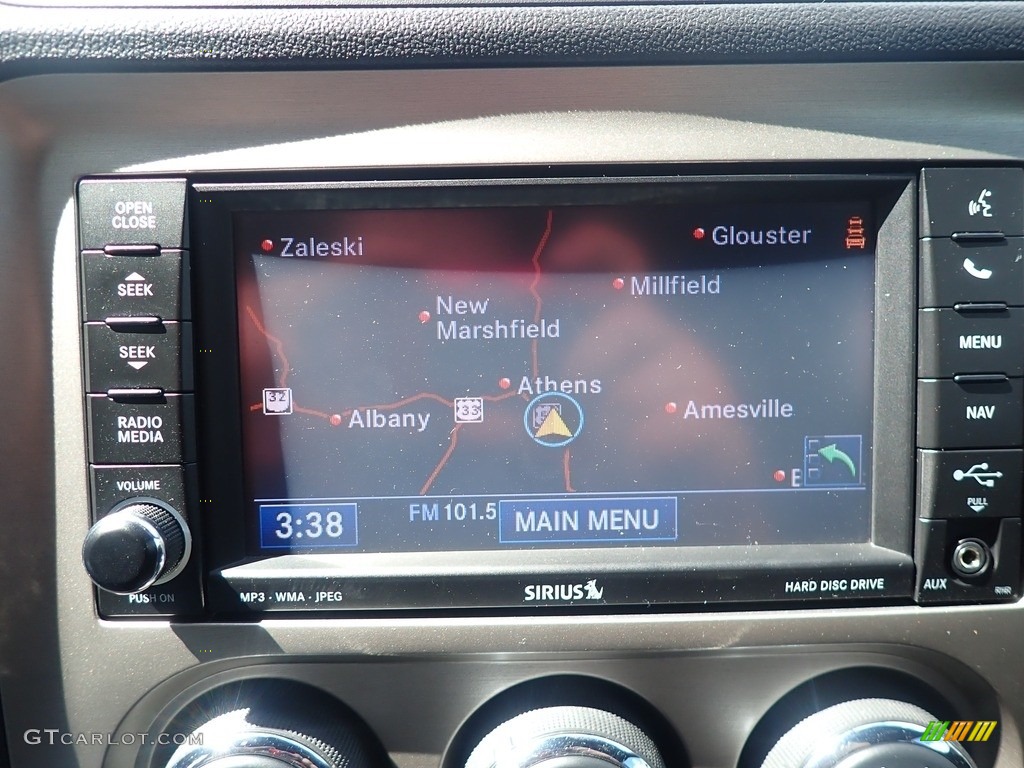 OPEN
CLOSE
SEEK
SEEK
RADIO
MEDIA
VOLUME
PUSH ON
Zaleski
Glouster
Millfield
New
Marshfield
Athens
32
33
Albany
Amesville
3:38
FM 101.5
MAIN MENU
MP3 · WMA · JPEG
SIRIUS
HARD DISC DRIVE
MENU
NAV
PULL
AUX
RHR
GTCARLOT.COM